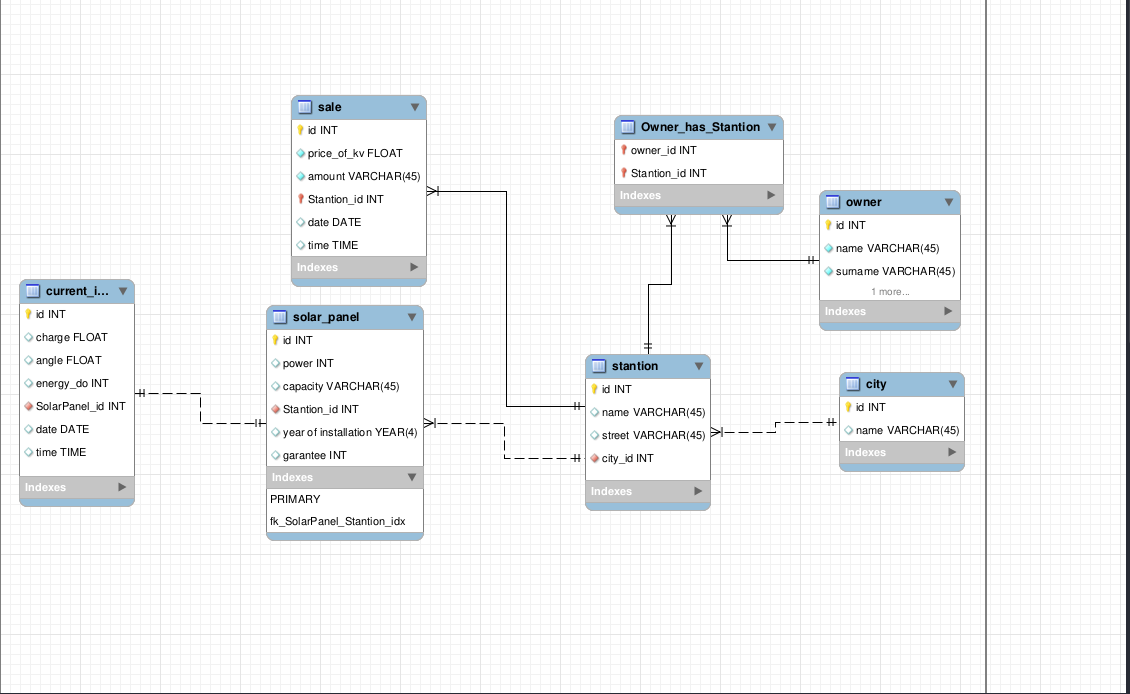 sale
id INT
price_of_kv FLOAT
amount VARCHAR(45)
Stantion_id INT
date DATE
time TIME
Indexes
Owner_has_Stantion
owner_id INT
Stantion_id INT
Indexes
owner
id INT
name VARCHAR(45)
surname VARCHAR(45)
1 more...
Indexes
current_i...
id INT
charge FLOAT
angle FLOAT
energy_do INT
SolarPanel_id INT
date DATE
time TIME
Indexes
solar_panel
id INT
power INT
capacity VARCHAR(45)
Stantion_id INT
year of installation YEAR(4)
garantee INT
Indexes
PRIMARY
fk_SolarPanel_Stantion_idx
stantion
id INT
name VARCHAR(45)
street VARCHAR(45)
city_id INT
Indexes
city
id INT
name VARCHAR(45)
Indexes